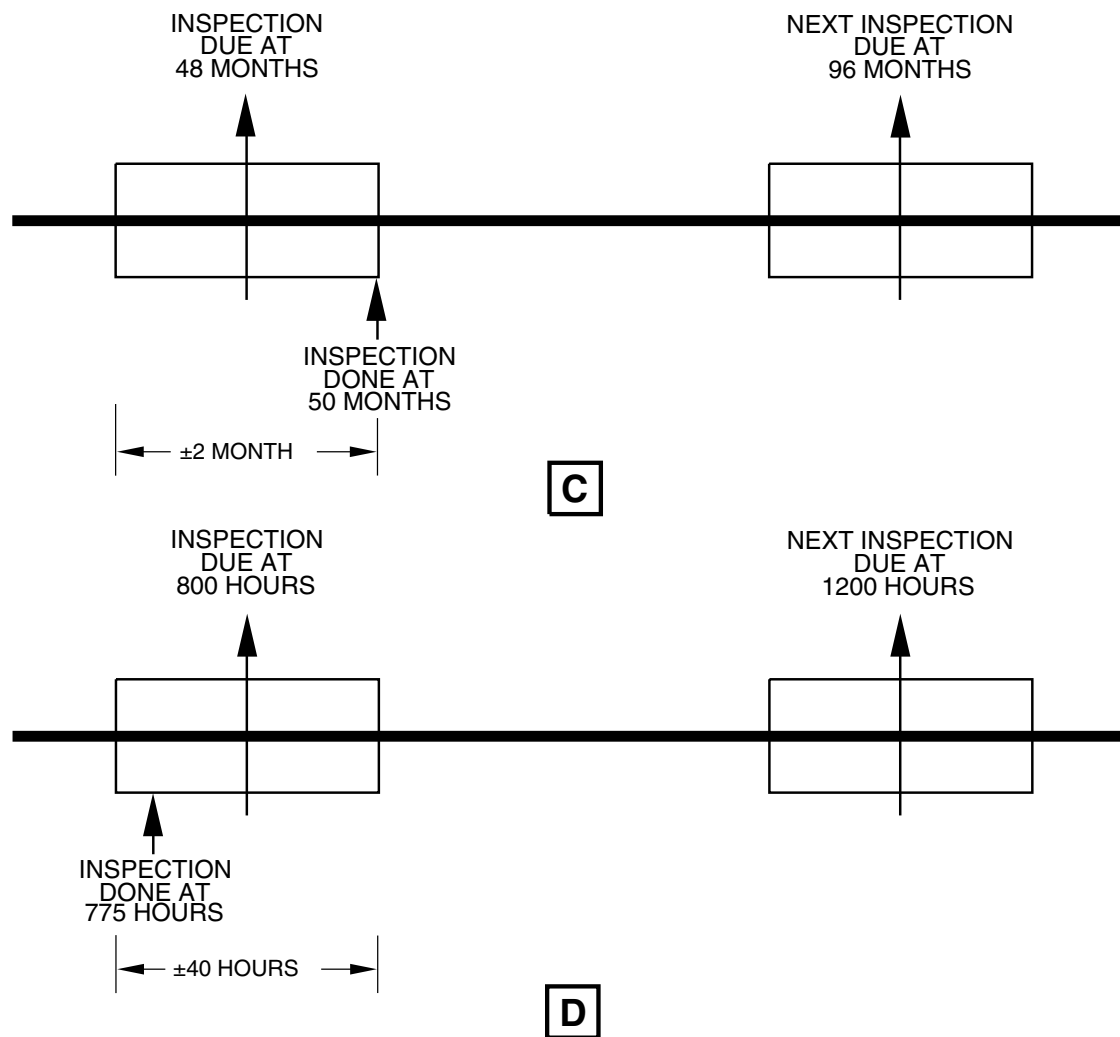 INSPECTION
DUE AT
48 MONTHS
NEXT INSPECTION
DUE AT
96 MONTHS
INSPECTION
DONE AT
50 MONTHS
±2 MONTH
C
INSPECTION
DUE AT
800 HOURS
NEXT INSPECTION
DUE AT
1200 HOURS
INSPECTION
DONE AT
775 HOURS
±40 HOURS
D